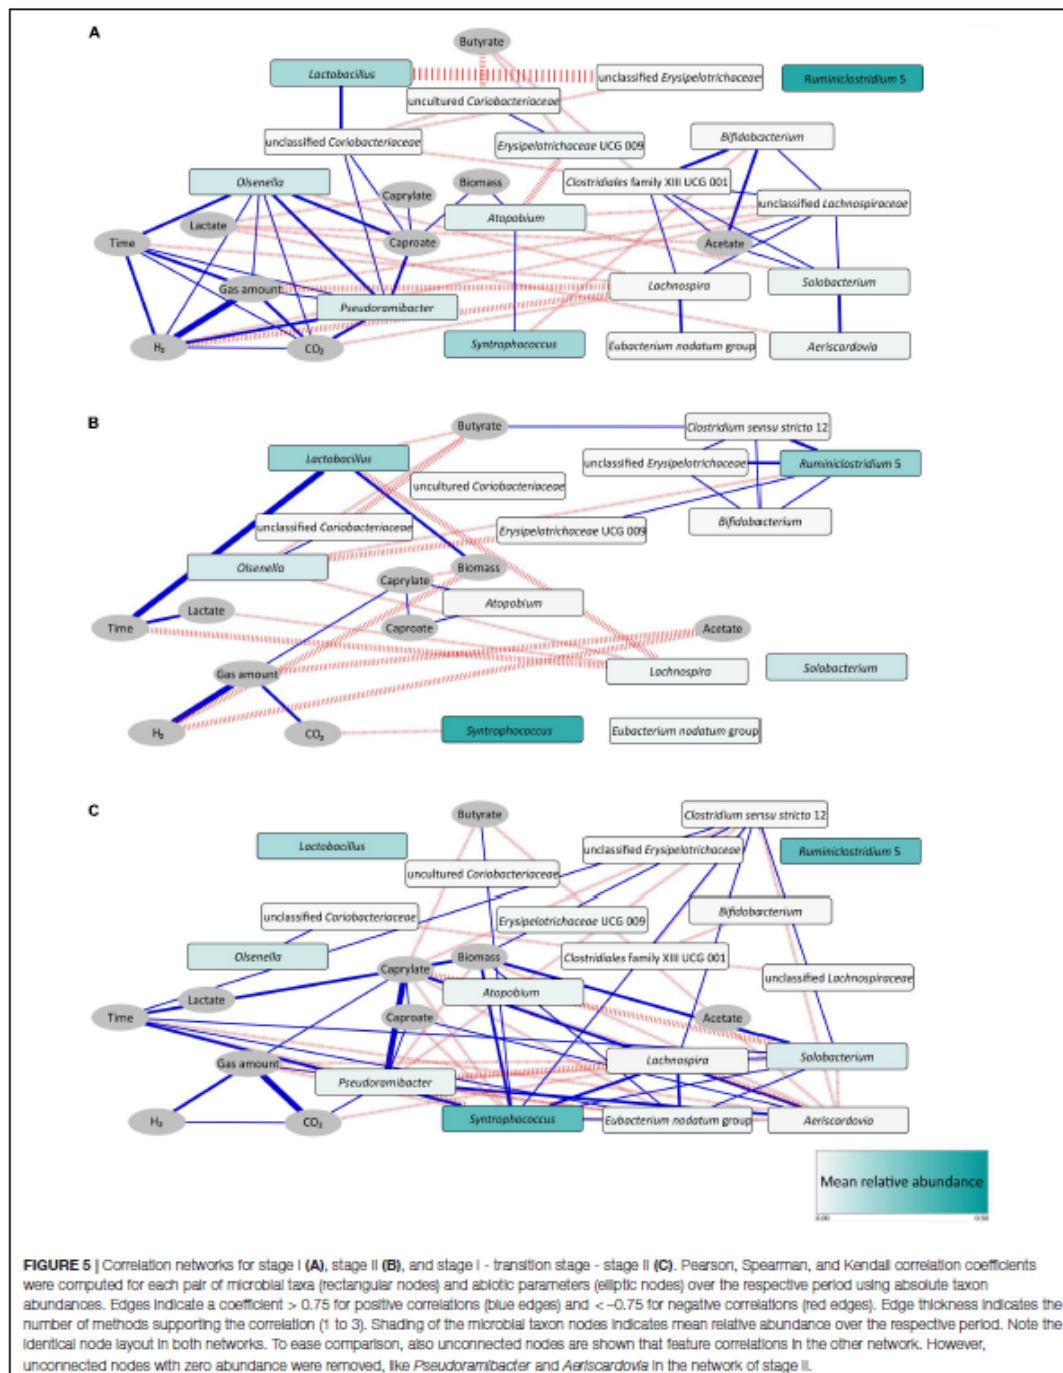 A
Butyrate
Lactobacillus
unclassified Erysipelotrichaceae
Ruminiclostridium 5
uncultured Coriobacteriaceae
unclassified Coriobacteriaceae
Erysipelotrichaceae UCG 009
Bifidobacterium
Olsenella
Caprylate
Biomass
Clostridiales family XIII UCG 001
unclassified Lachnospiraceae
Lactate
Atopobium
Time
Caproate
Acetate
Gas amount
Lachnospira
Solobacterium
Pseudoramibacter
H₂
CO₂
Syntrophococcus
Eubacterium nodatum group
Aeriscardovia
B
Butyrate
Clostridium sensu stricto 12
Lactobacillus
unclassified Erysipelotrichaceae
Ruminiclostridium 5
uncultured Coriobacteriaceae
unclassified Coriobacteriaceae
Erysipelotrichaceae UCG 009
Bifidobacterium
Olsenella
Caprylate
Biomass
Lactate
Atopobium
Time
Caproate
Acetate
Gas amount
Lachnospira
Solobacterium
H₂
CO₂
Syntrophococcus
Eubacterium nodatum group
C
Butyrate
Clostridium sensu stricto 12
Lactobacillus
unclassified Erysipelotrichaceae
Ruminiclostridium 5
uncultured Coriobacteriaceae
unclassified Coriobacteriaceae
Erysipelotrichaceae UCG 009
Bifidobacterium
Olsenella
Caprylate
Biomass
Clostridiales family XIII UCG 001
unclassified Lachnospiraceae
Lactate
Atopobium
Time
Caproate
Acetate
Gas amount
Lachnospira
Solobacterium
Pseudoramibacter
H₂
CO₂
Syntrophococcus
Eubacterium nodatum group
Aeriscardovia
Mean relative abundance
0.00
0.50
FIGURE 5 | Correlation networks for stage I (A), stage II (B), and stage I - transition stage - stage II (C). Pearson, Spearman, and Kendall correlation coefficients
were computed for each pair of microbial taxa (rectangular nodes) and abiotic parameters (elliptic nodes) over the respective period using absolute taxon
abundances. Edges indicate a coefficient > 0.75 for positive correlations (blue edges) and < −0.75 for negative correlations (red edges). Edge thickness indicates the
number of methods supporting the correlation (1 to 3). Shading of the microbial taxon nodes indicates mean relative abundance over the respective period. Note the
identical node layout in both networks. To ease comparison, also unconnected nodes are shown that feature correlations in the other network. However,
unconnected nodes with zero abundance were removed, like Pseudoramibacter and Aeriscardovia in the network of stage II.